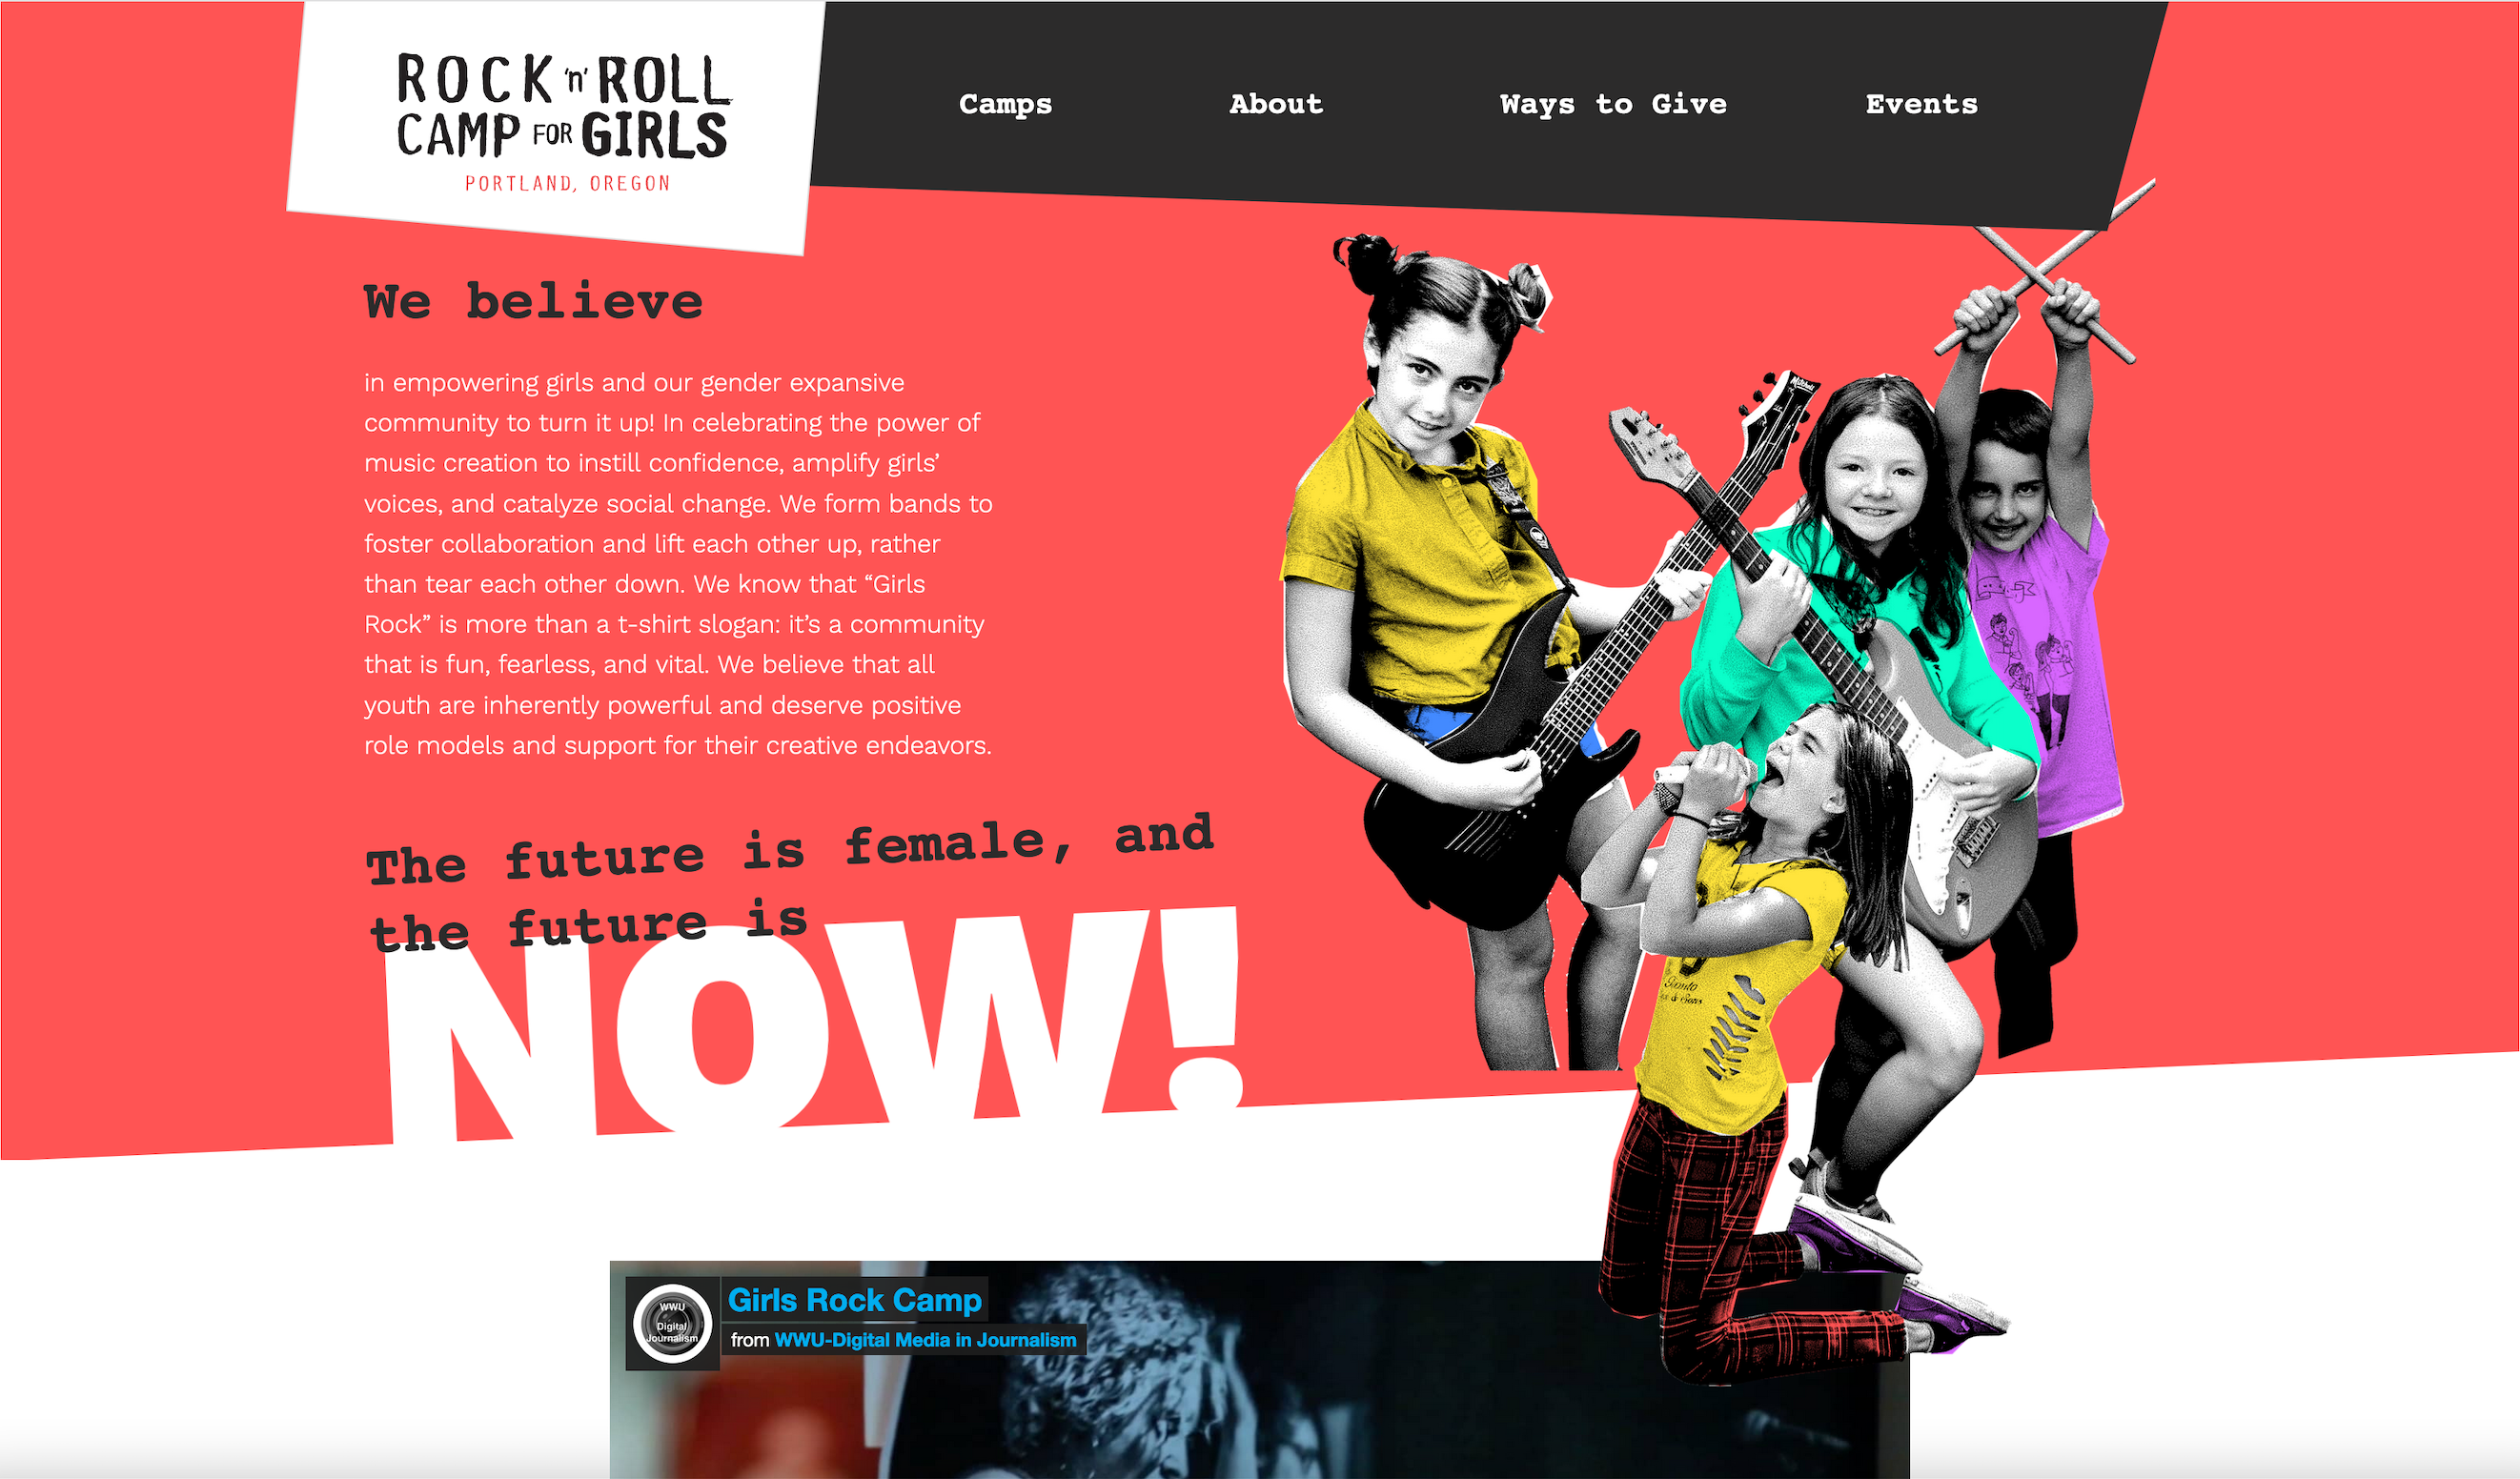 ROCK 'n' ROLL
CAMP FOR GIRLS
PORTLAND, OREGON
Camps About Ways to Give Events
We believe
in empowering girls and our gender expansive
community to turn it up! In celebrating the power of
music creation to instill confidence, amplify girls’
voices, and catalyze social change. We form bands to
foster collaboration and lift each other up, rather
than tear each other down. We know that “Girls
Rock” is more than a t-shirt slogan: it’s a community
that is fun, fearless, and vital. We believe that all
youth are inherently powerful and deserve positive
role models and support for their creative endeavors.
The future is female, and
the future is
NOW!
WWU
Digital
Journalism
Girls Rock Camp
from WWU-Digital Media in Journalism